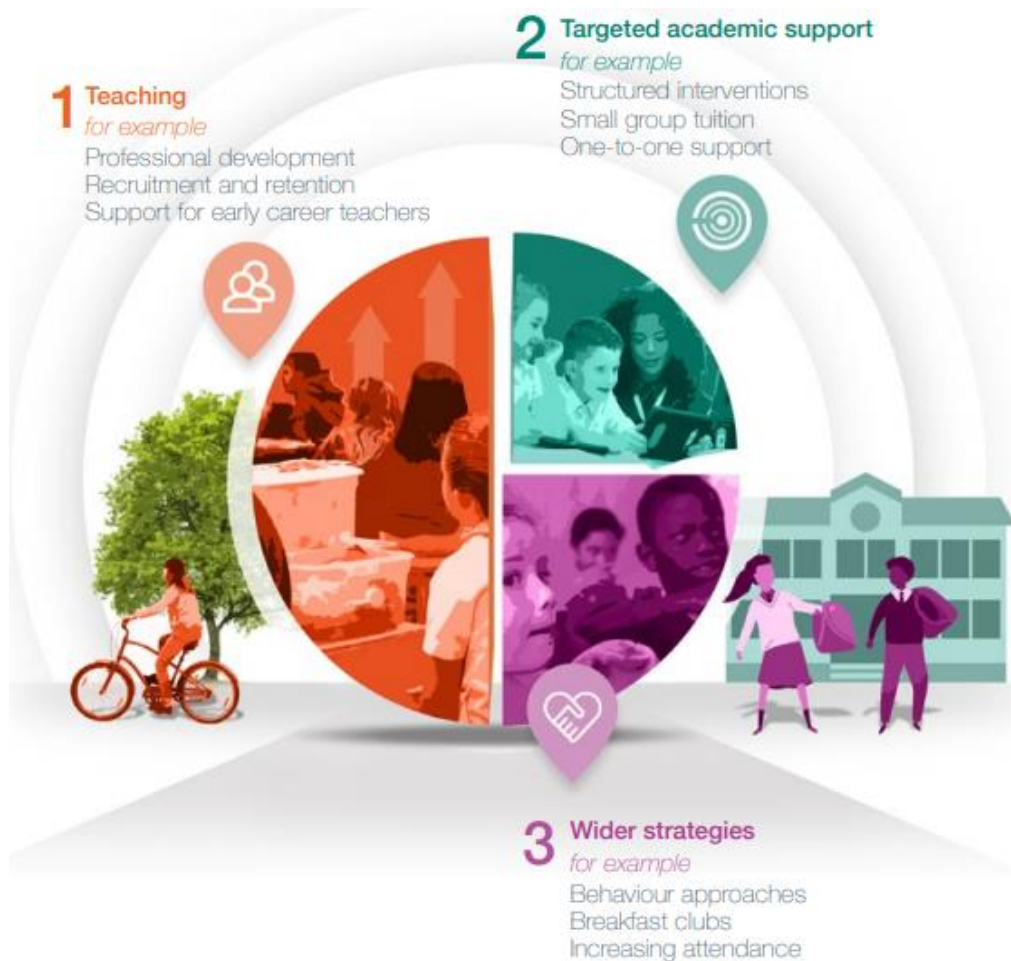 1 Teaching
for example
Professional development
Recruitment and retention
Support for early career teachers
2 Targeted academic support
for example
Structured interventions
Small group tuition
One-to-one support
3 Wider strategies
for example
Behaviour approaches
Breakfast clubs
Increasing attendance